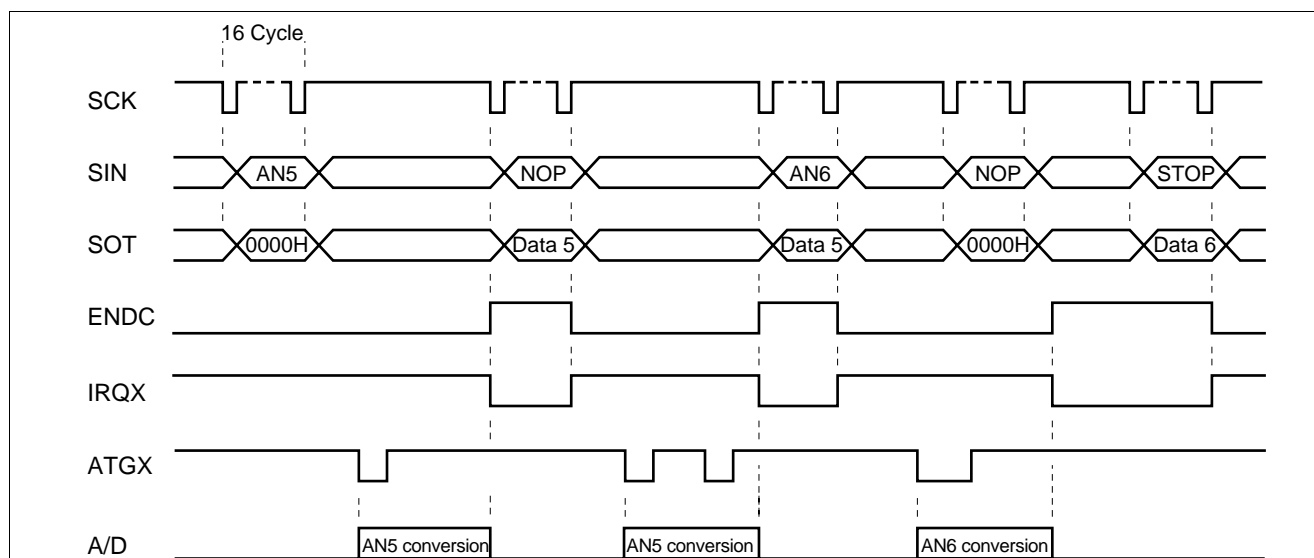 16 Cycle
SCK
SIN AN5 NOP AN6 NOP STOP
SOT 0000H Data 5 Data 5 0000H Data 6
ENDC
IRQX
ATGX
A/D AN5 conversion AN5 conversion AN6 conversion